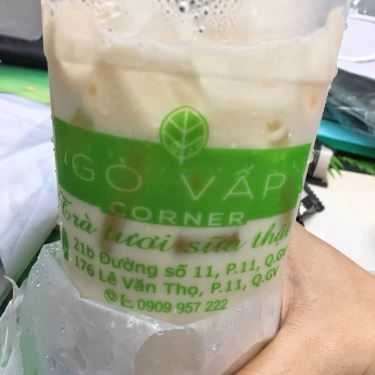 GÒ VẤP
CORNER
Trà tươi sữa thật
21b Đường số 11, P.11, Q.GV
176 Lê Văn Thọ, P.11, Q.GV
0909 957 222